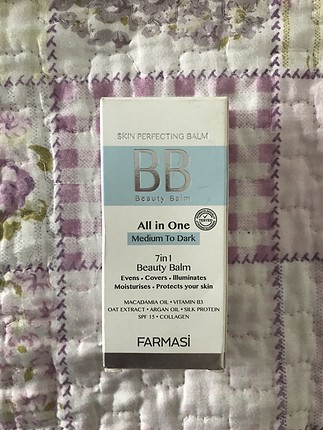 SKIN PERFECTING BALM
BB
Beauty Balm
All in One
Medium To Dark
7in1
Beauty Balm
Evens • Covers • Illuminates
Moisturises • Protects your skin
MACADAMIA OIL • VITAMIN B3
OAT EXTRACT • ARGAN OIL • SILK PROTEIN
SPF 15 • COLLAGEN
FARMASİ